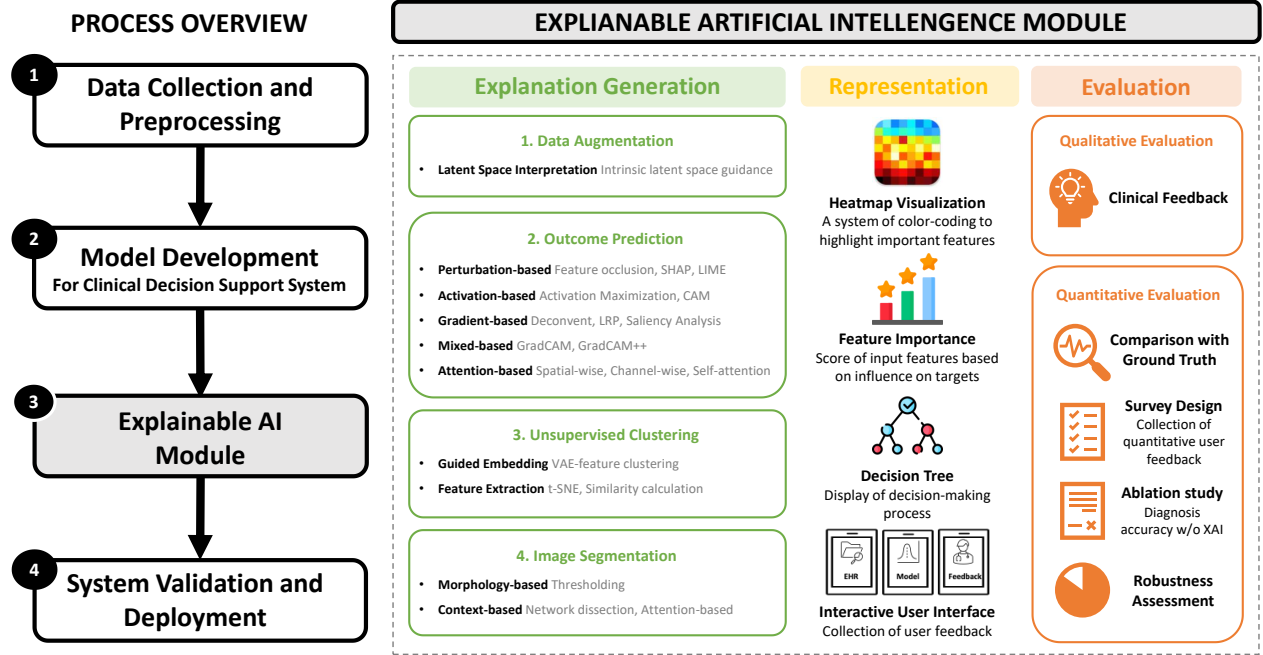 PROCESS OVERVIEW
1
Data Collection and
Preprocessing
2
Model Development
For Clinical Decision Support System
3
Explainable AI
Module
4
System Validation and
Deployment
EXPLIANABLE ARTIFICIAL INTELLENGENCE MODULE
Explanation Generation
1. Data Augmentation
• Latent Space Interpretation Intrinsic latent space guidance
2. Outcome Prediction
• Perturbation-based Feature occlusion, SHAP, LIME
• Activation-based Activation Maximization, CAM
• Gradient-based Deconvent, LRP, Saliency Analysis
• Mixed-based GradCAM, GradCAM++
• Attention-based Spatial-wise, Channel-wise, Self-attention
3. Unsupervised Clustering
• Guided Embedding VAE-feature clustering
• Feature Extraction t-SNE, Similarity calculation
4. Image Segmentation
• Morphology-based Thresholding
• Context-based Network dissection, Attention-based
Representation
Heatmap Visualization
A system of color-coding to
highlight important features
Feature Importance
Score of input features based
on influence on targets
Decision Tree
Display of decision-making
process
EHR
Model
Feedback
Interactive User Interface
Collection of user feedback
Evaluation
Qualitative Evaluation
Clinical Feedback
Quantitative Evaluation
Comparison with
Ground Truth
Survey Design
Collection of
quantitative user
feedback
Ablation study
Diagnosis
accuracy w/o XAI
Robustness
Assessment